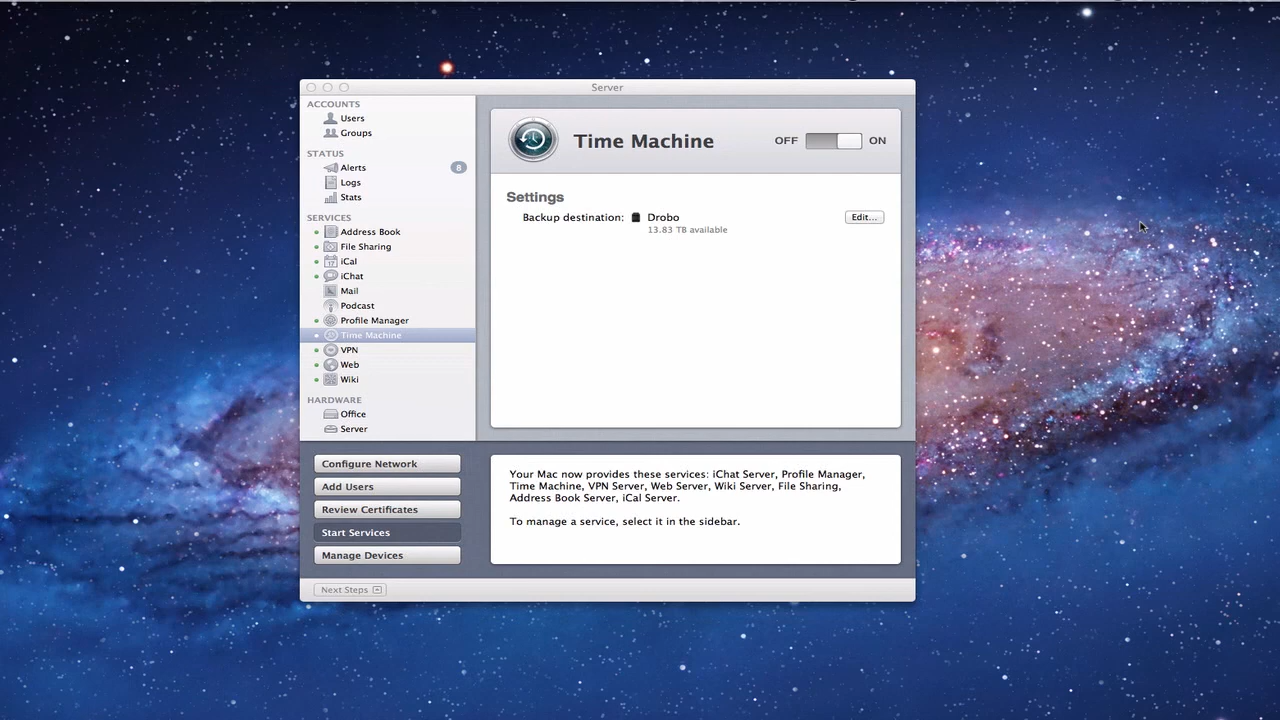 Server
ACCOUNTS
Users
Groups
STATUS
Alerts 8
Logs
Stats
SERVICES
Address Book
File Sharing
17 iCal
iChat
Mail
Podcast
Profile Manager
Time Machine
VPN
Web
Wiki
HARDWARE
Office
Server
Time Machine OFF ON
Settings
Backup destination: Drobo Edit...
13.83 TB available
Configure Network
Add Users
Review Certificates
Start Services
Manage Devices
Your Mac now provides these services: iChat Server, Profile Manager,
Time Machine, VPN Server, Web Server, Wiki Server, File Sharing,
Address Book Server, iCal Server.
To manage a service, select it in the sidebar.
Next Steps